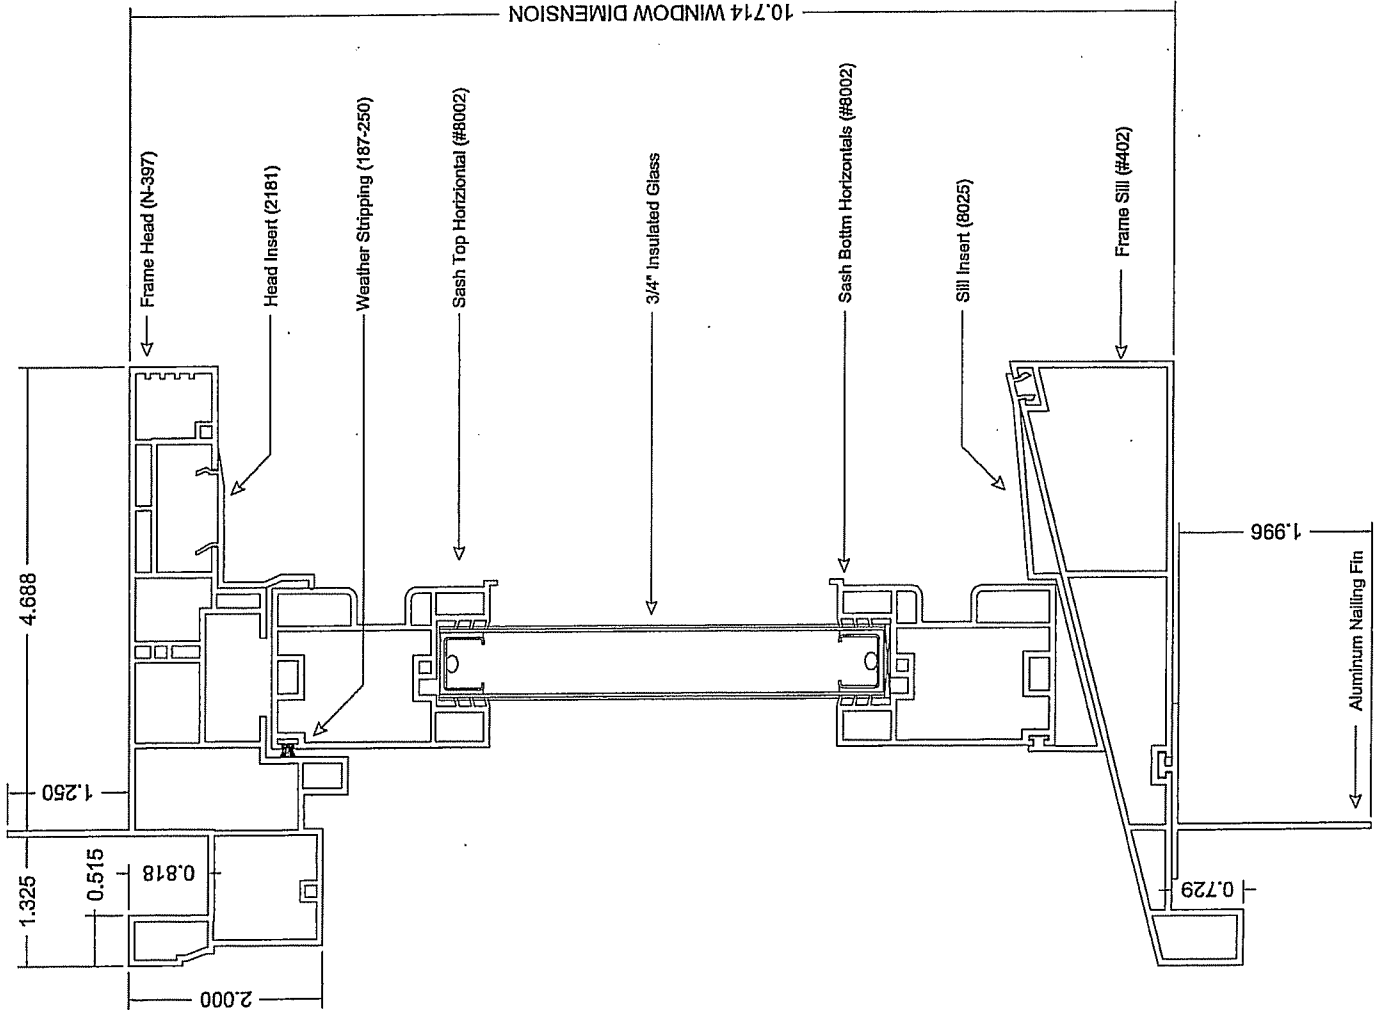 10.714 WINDOW DIMENSION
Frame Head (N-397)
Head Insert (2181)
Weather Stripping (187-250)
Sash Top Horiziontal (#8002)
3/4" Insulated Glass
Sash Bottm Horizontals (#8002)
Sill Insert (8025)
Frame Sill (#402)
4.688
1.250
1.325
0.515
0.818
2.000
1.996
Aluminum Nailing Fin
0.729